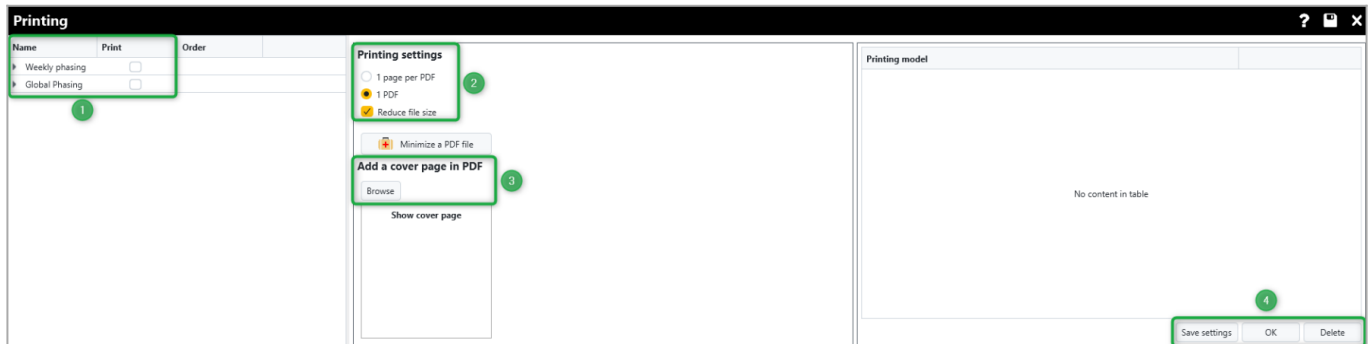 Printing
?
Name Print Order
Weekly phasing
Global Phasing
1
Printing settings
1 page per PDF
1 PDF
Reduce file size
2
Minimize a PDF file
Add a cover page in PDF
Browse
3
Show cover page
Printing model
No content in table
4
Save settings OK Delete